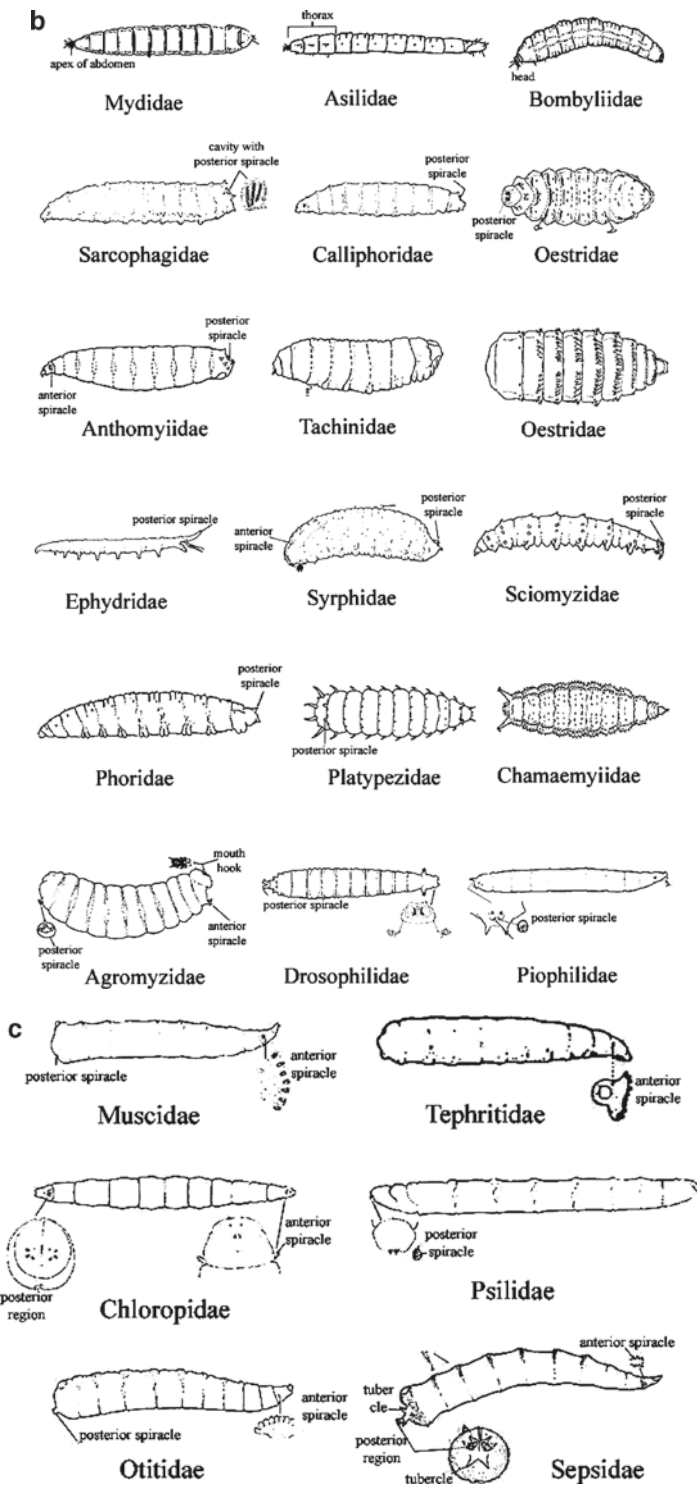 b
thorax
apex of abdomen
head
Mydidae
Asilidae
Bombyliidae
cavity with
posterior spiracle
posterior
spiracle
posterior
spiracle
Sarcophagidae
Calliphoridae
Oestridae
posterior
spiracle
anterior
spiracle
Anthomyiidae
Tachinidae
Oestridae
posterior spiracle
anterior
spiracle
posterior
spiracle
posterior
spiracle
Ephydridae
Syrphidae
Sciomyzidae
posterior
spiracle
posterior spiracle
Phoridae
Platypezidae
Chamaemyiidae
mouth
hook
posterior
spiracle
anterior
spiracle
posterior spiracle
posterior spiracle
Agromyzidae
Drosophilidae
Piophilidae
c
posterior spiracle
anterior
spiracle
anterior
spiracle
Muscidae
Tephritidae
posterior
region
anterior
spiracle
posterior
spiracle
Chloropidae
Psilidae
posterior spiracle
anterior
spiracle
anterior spiracle
tuber
cle
posterior
region
tubercle
Otitidae
Sepsidae